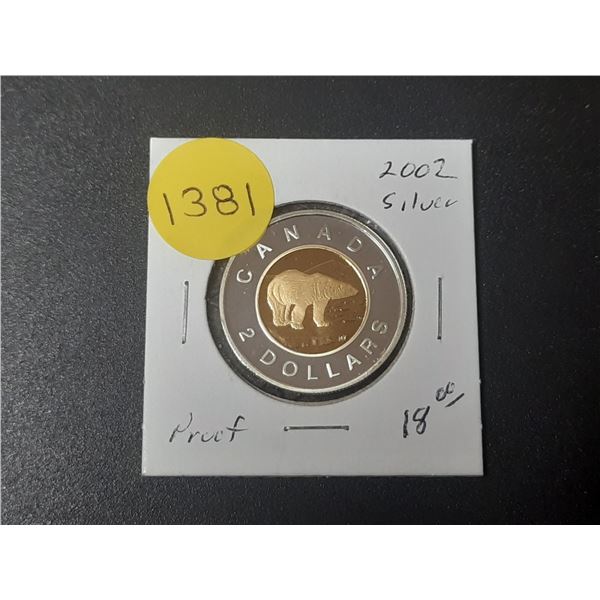 1381
2002
Silver
CANADA
2 DOLLARS
Proof
18.00